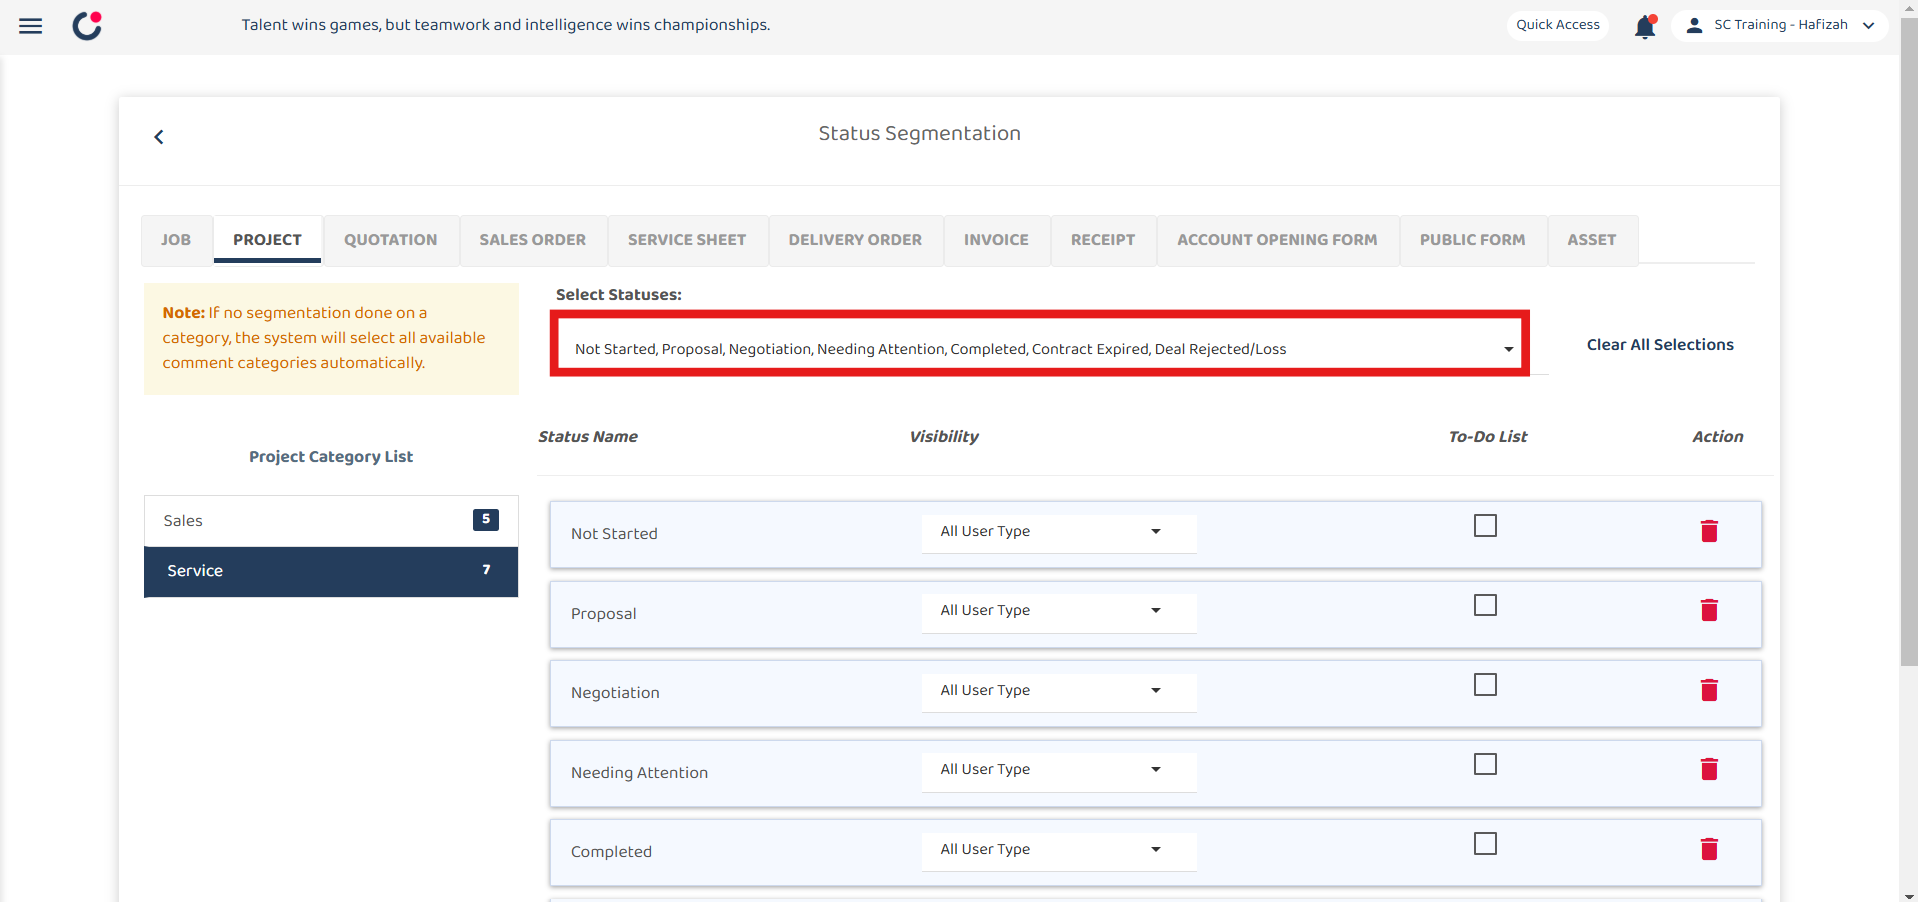 Talent wins games, but teamwork and intelligence wins championships.
Quick Access
SC Training - Hafizah
Status Segmentation
JOB
PROJECT
QUOTATION
SALES ORDER
SERVICE SHEET
DELIVERY ORDER
INVOICE
RECEIPT
ACCOUNT OPENING FORM
PUBLIC FORM
ASSET
Note: If no segmentation done on a
category, the system will select all available
comment categories automatically.
Select Statuses:
Not Started, Proposal, Negotiation, Needing Attention, Completed, Contract Expired, Deal Rejected/Loss
Clear All Selections
Project Category List
Sales 5
Service 7
Status Name Visibility To-Do List Action
Not Started All User Type
Proposal All User Type
Negotiation All User Type
Needing Attention All User Type
Completed All User Type